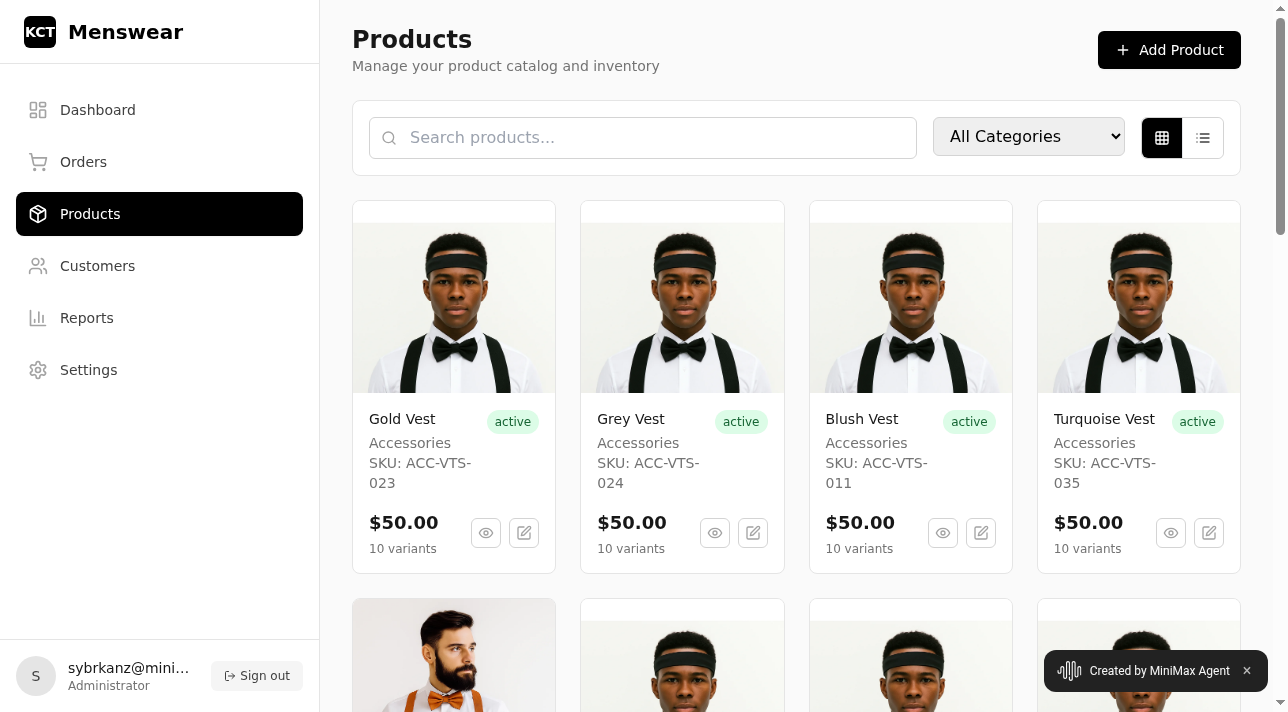 KCT Menswear
Dashboard
Orders
Products
Customers
Reports
Settings
S
sybrkanz@mini...
Administrator
Sign out
Products
Manage your product catalog and inventory
Add Product
Search products...
All Categories
Gold Vest
active
Accessories
SKU: ACC-VTS-
023
$50.00
10 variants
Grey Vest
active
Accessories
SKU: ACC-VTS-
024
$50.00
10 variants
Blush Vest
active
Accessories
SKU: ACC-VTS-
011
$50.00
10 variants
Turquoise Vest
active
Accessories
SKU: ACC-VTS-
035
$50.00
10 variants
Created by MiniMax Agent